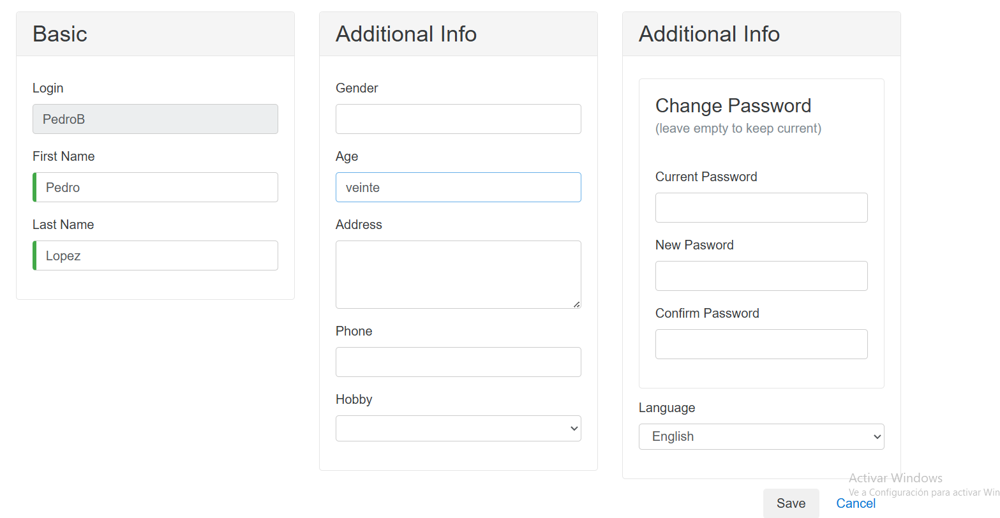 Basic
Login
PedroB
First Name
Pedro
Last Name
Lopez
Additional Info
Gender
Age
veinte
Address
Phone
Hobby
Additional Info
Change Password
(leave empty to keep current)
Current Password
New Pasword
Confirm Password
Language
English
Activar Windows
Ve a Configuración para activar Win
Save
Cancel